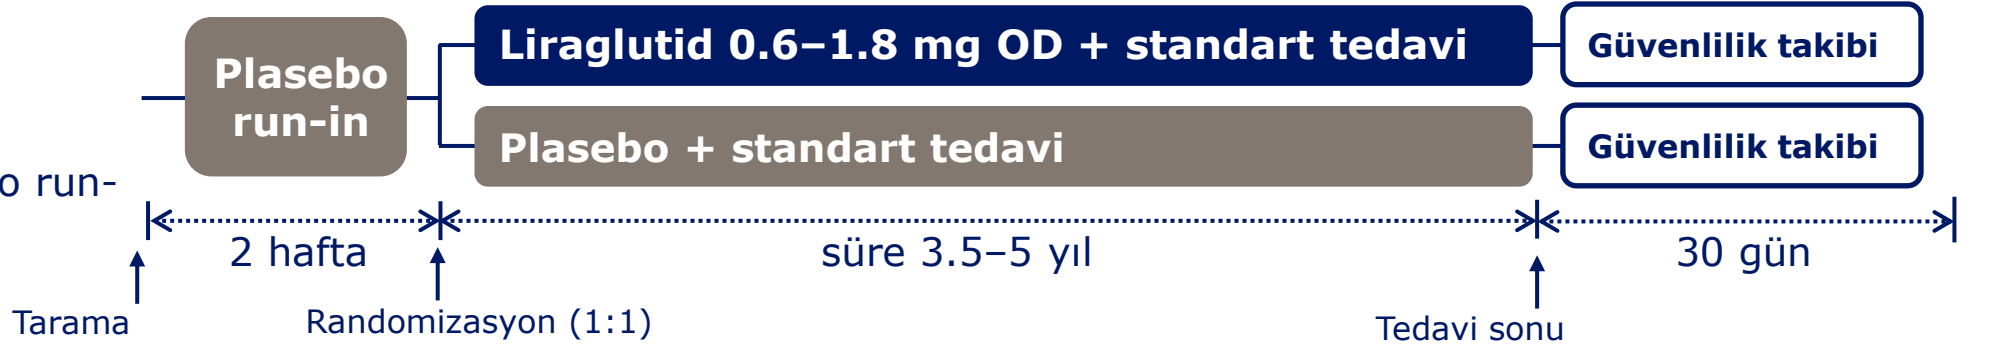 Plasebo
run-in
Liraglutid 0.6–1.8 mg OD + standart tedavi
Güvenlilik takibi
Plasebo + standart tedavi
Güvenlilik takibi
o run-
2 hafta
süre 3.5–5 yıl
30 gün
Tarama
Randomizasyon (1:1)
Tedavi sonu